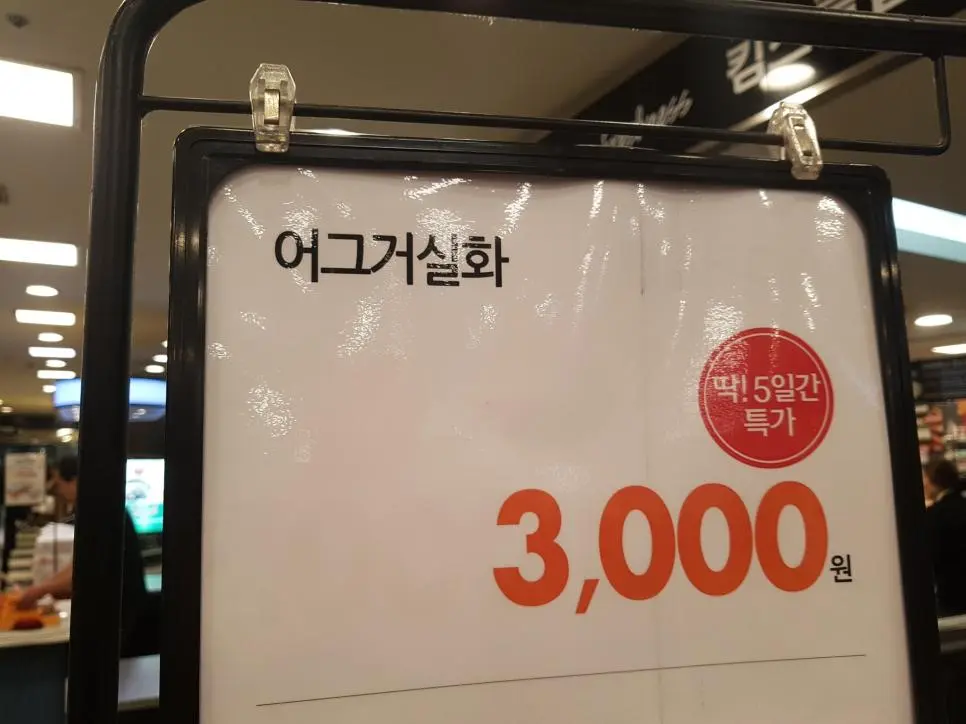 어그거실화
딱! 5일간
특가
3,000원